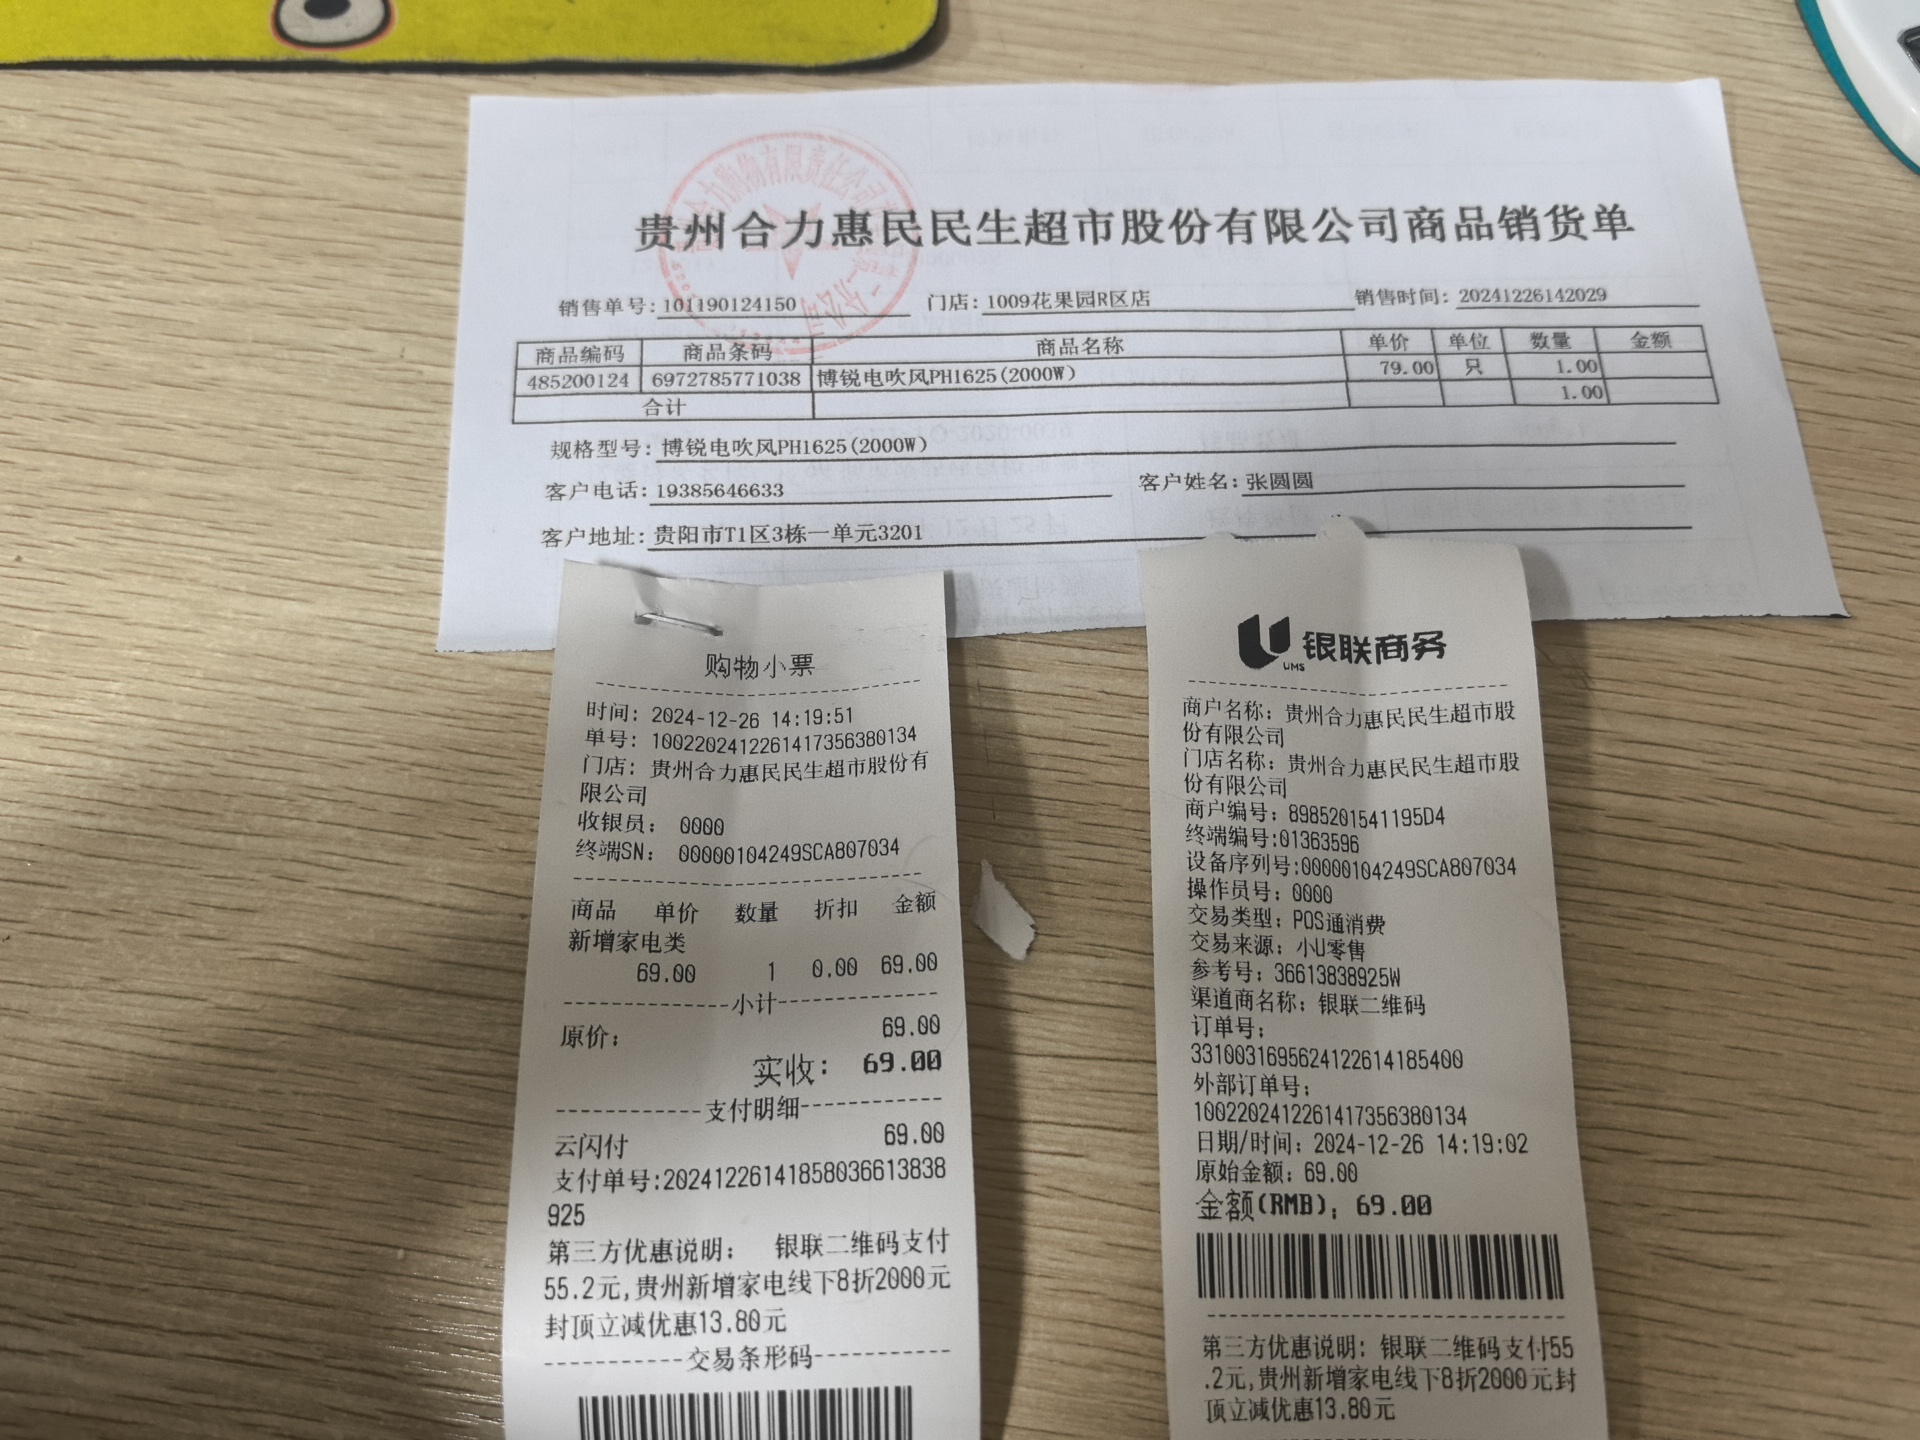 贵州合力惠民民生超市股份有限公司商品销货单
销售单号:101190124150 门店:1009花果园R区店 销售时间:20241226142029
商品编码 商品条码 商品名称 单价 单位 数量 金额
485200124 6972785771038 博锐电吹风PH1625(2000W) 79.00 只 1.00
合计 1.00
规格型号:博锐电吹风PH1625(2000W)
客户电话:19385646633 客户姓名:张圆圆
客户地址:贵阳市T1区3栋一单元3201
购物小票
时间: 2024-12-26 14:19:51
单号: 1002202412261417356380134
门店: 贵州合力惠民民生超市股份有
限公司
收银员: 0000
终端SN: 00000104249SCA807034
商品 单价 数量 折扣 金额
新增家电类
69.00 1 0.00 69.00
小计
原价: 69.00
实收: 69.00
支付明细
云闪付 69.00
支付单号:20241226141858036613838
925
第三方优惠说明: 银联二维码支付
55.2元,贵州新增家电线下8折2000元
封顶立减优惠13.80元
交易条形码
UMS 银联商务
商户名称: 贵州合力惠民民生超市股
份有限公司
门店名称: 贵州合力惠民民生超市股
份有限公司
商户编号: 8985201541195D4
终端编号:01363596
设备序列号:00000104249SCA807034
操作员号: 0000
交易类型: POS通消费
交易来源: 小U零售
参考号: 36613838925W
渠道商名称: 银联二维码
订单号:
3310031695624122614185400
外部订单号:
1002202412261417356380134
日期/时间: 2024-12-26 14:19:02
原始金额: 69.00
金额(RMB): 69.00
第三方优惠说明: 银联二维码支付55
.2元,贵州新增家电线下8折2000元封
顶立减优惠13.80元